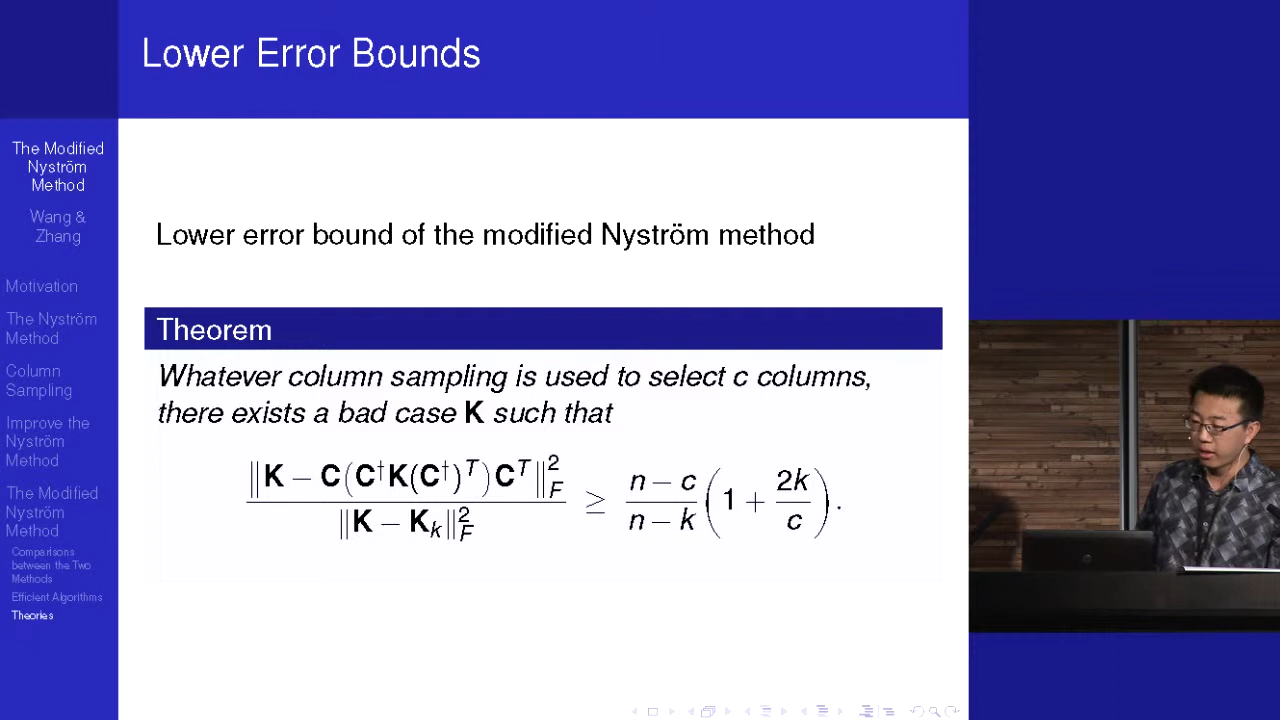 Lower Error Bounds
The Modified
Nyström
Method
Wang &
Zhang
Motivation
The Nyström
Method
Column
Sampling
Improve the
Nyström
Method
The Modified
Nyström
Method
Comparisons
between the Two
Methods
Efficient Algorithms
Theories
Lower error bound of the modified Nyström method
Theorem
Whatever column sampling is used to select c columns,
there exists a bad case K such that
‖K − C(C†K(C†)ᵀ)Cᵀ‖²_F / ‖K − K_k‖²_F ≥ (n − c)/(n − k) (1 + 2k/c).